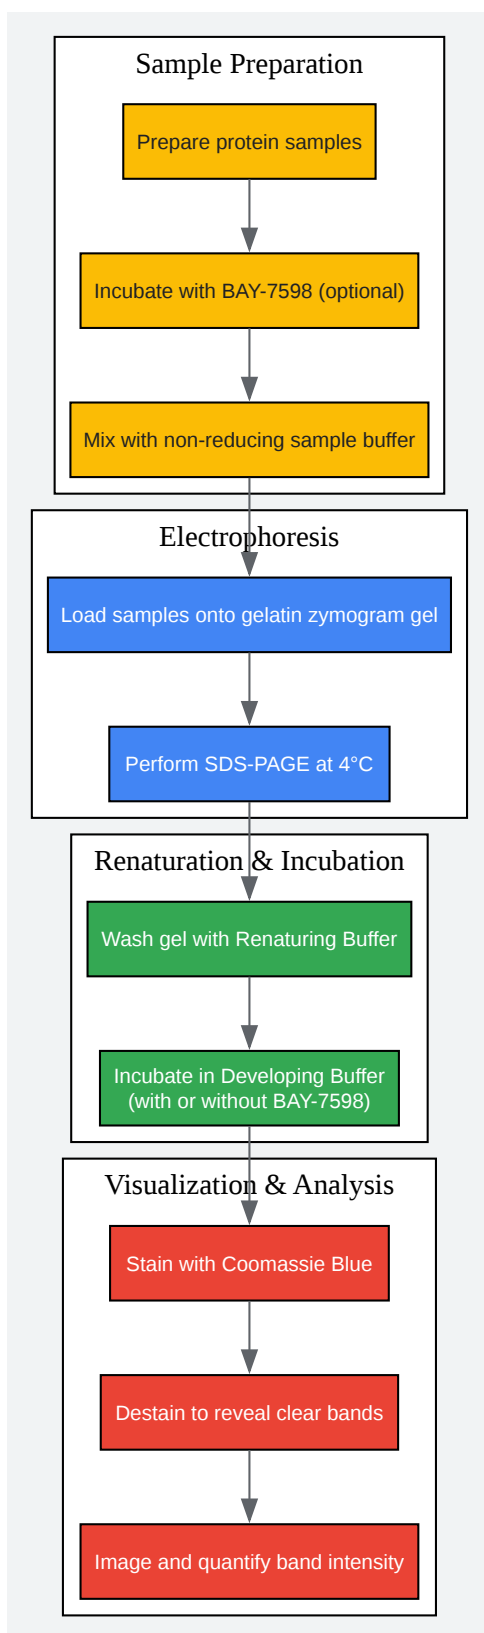 Sample Preparation
Prepare protein samples
Incubate with BAY-7598 (optional)
Mix with non-reducing sample buffer
Electrophoresis
Load samples onto gelatin zymogram gel
Perform SDS-PAGE at 4°C
Renaturation & Incubation
Wash gel with Renaturing Buffer
Incubate in Developing Buffer
(with or without BAY-7598)
Visualization & Analysis
Stain with Coomassie Blue
Destain to reveal clear bands
Image and quantify band intensity